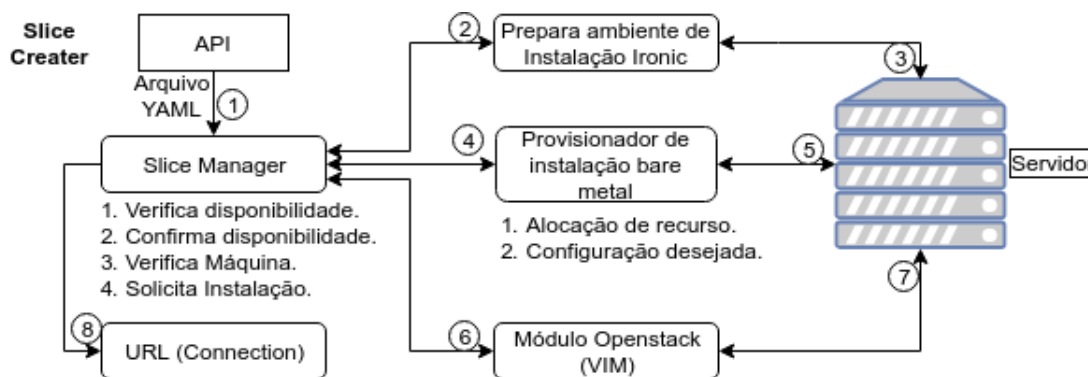 Slice
Creater
API
Arquivo
YAML
1
Slice Manager
1. Verifica disponibilidade.
2. Confirma disponibilidade.
3. Verifica Máquina.
4. Solicita Instalação.
8
URL (Connection)
2
Prepara ambiente de
Instalação Ironic
3
4
Provisionador de
instalação bare
metal
5
1. Alocação de recurso.
2. Configuração desejada.
Servidor
6
Módulo Openstack
(VIM)
7